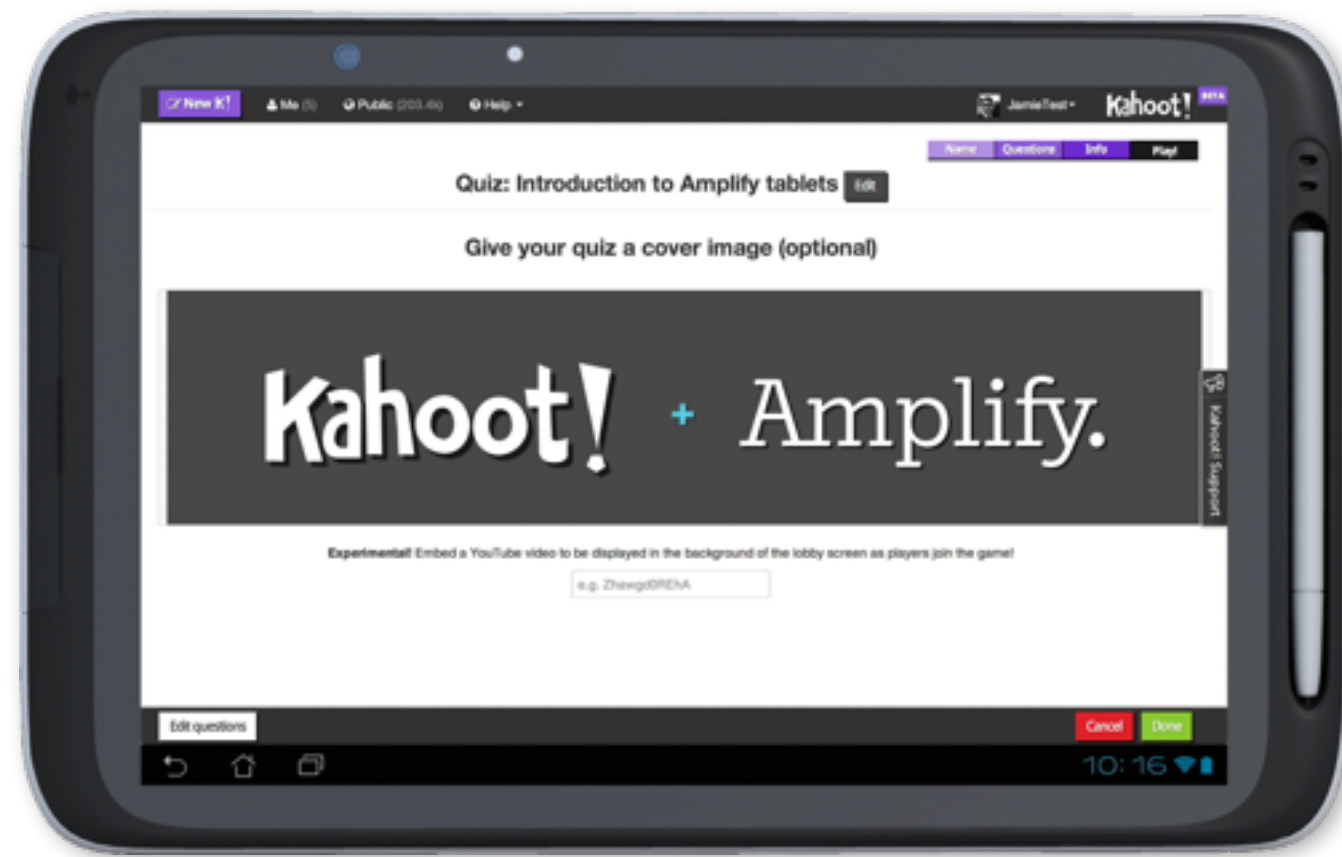 New K! Me (5) Public (203.4k) Help JamieTest Kahoot! BETA
Name Questions Info Play!
Quiz: Introduction to Amplify tablets Edit
Give your quiz a cover image (optional)
Kahoot! + Amplify.
Kahoot! Support
Experimental! Embed a YouTube video to be displayed in the background of the lobby screen as players join the game!
e.g.
Edit questions Cancel Done
10:16